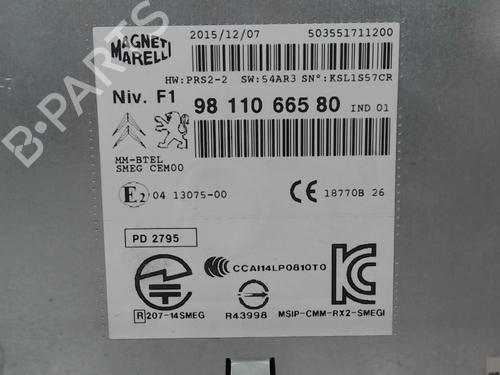 MAGNETI MARELLI
2015/12/07 503551711200
HW:PRS2-2 SW:54AR3 SN°:KSL1S57CR
Niv. F1 98 110 665 80 IND 01
MM-BTEL
SMEG CEM00
E2 04 13075-00 CE 18770B 26
PD 2795
CCAI14LP0810T0
R 207-14SMEG R43998 MSIP-CMM-RX2-SMEGI
B-PARTS